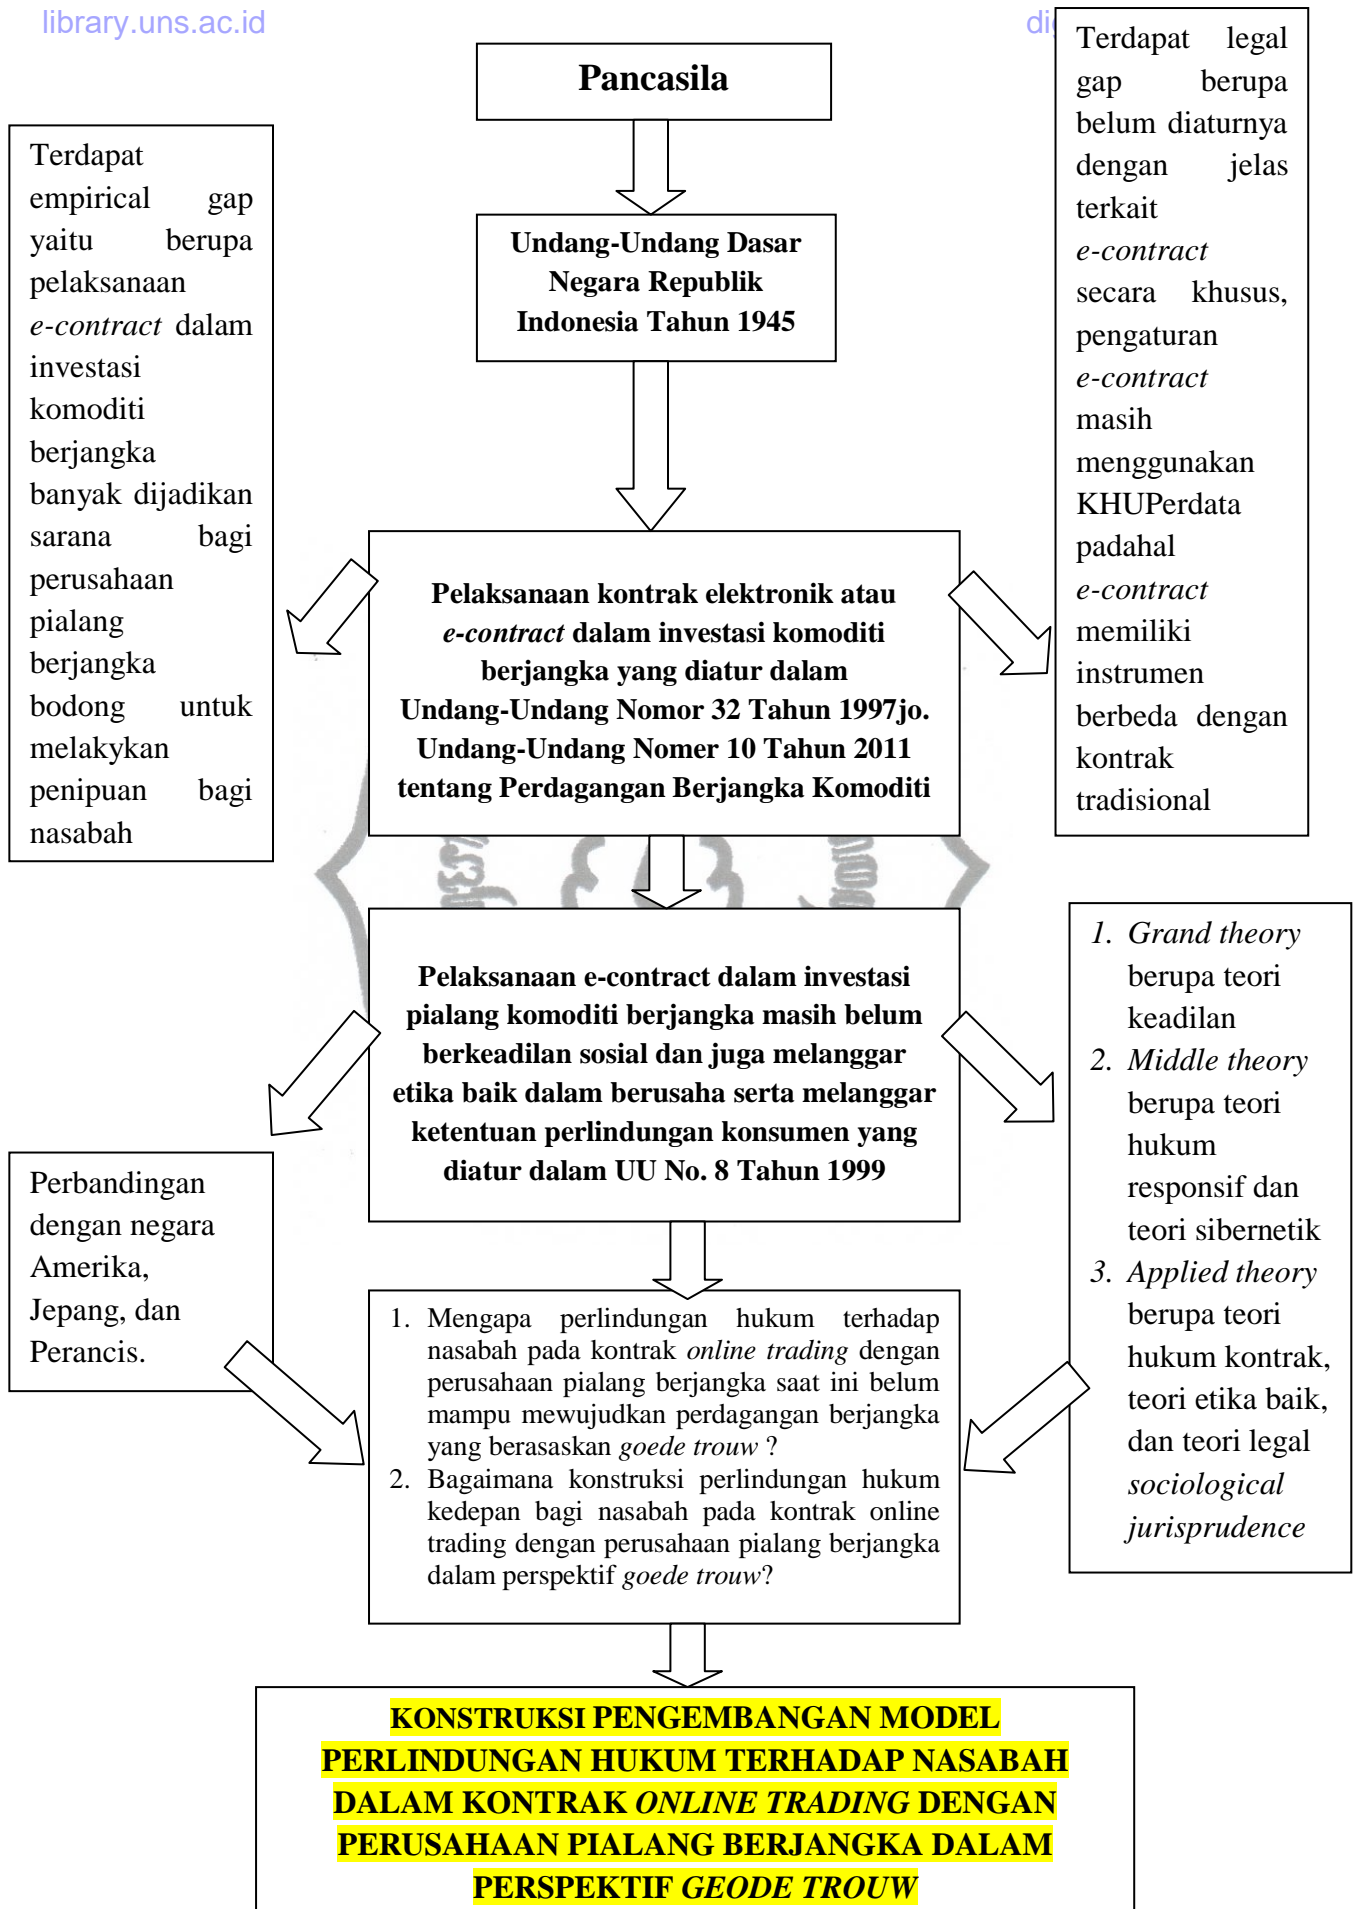 library.uns.ac.id
Pancasila
Terdapat legal
gap berupa
belum diaturnya
dengan jelas
terkait
e-contract
secara khusus,
pengaturan
e-contract
masih
menggunakan
KHUPerdata
padahal
e-contract
memiliki
instrumen
berbeda dengan
kontrak
tradisional
Terdapat
empirical gap
yaitu berupa
pelaksanaan
e-contract dalam
investasi
komoditi
berjangka
banyak dijadikan
sarana bagi
perusahaan
pialang
berjangka
bodong untuk
melakykan
penipuan bagi
nasabah
Undang-Undang Dasar
Negara Republik
Indonesia Tahun 1945
Pelaksanaan kontrak elektronik atau
e-contract dalam investasi komoditi
berjangka yang diatur dalam
Undang-Undang Nomor 32 Tahun 1997jo.
Undang-Undang Nomer 10 Tahun 2011
tentang Perdagangan Berjangka Komoditi
Pelaksanaan e-contract dalam investasi
pialang komoditi berjangka masih belum
berkeadilan sosial dan juga melanggar
etika baik dalam berusaha serta melanggar
ketentuan perlindungan konsumen yang
diatur dalam UU No. 8 Tahun 1999
1. Grand theory
berupa teori
keadilan
2. Middle theory
berupa teori
hukum
responsif dan
teori sibernetik
3. Applied theory
berupa teori
hukum kontrak,
teori etika baik,
dan teori legal
sociological
jurisprudence
Perbandingan
dengan negara
Amerika,
Jepang, dan
Perancis.
1. Mengapa perlindungan hukum terhadap
nasabah pada kontrak online trading dengan
perusahaan pialang berjangka saat ini belum
mampu mewujudkan perdagangan berjangka
yang berasaskan goede trouw ?
2. Bagaimana konstruksi perlindungan hukum
kedepan bagi nasabah pada kontrak online
trading dengan perusahaan pialang berjangka
dalam perspektif goede trouw?
KONSTRUKSI PENGEMBANGAN MODEL
PERLINDUNGAN HUKUM TERHADAP NASABAH
DALAM KONTRAK ONLINE TRADING DENGAN
PERUSAHAAN PIALANG BERJANGKA DALAM
PERSPEKTIF GEODE TROUW